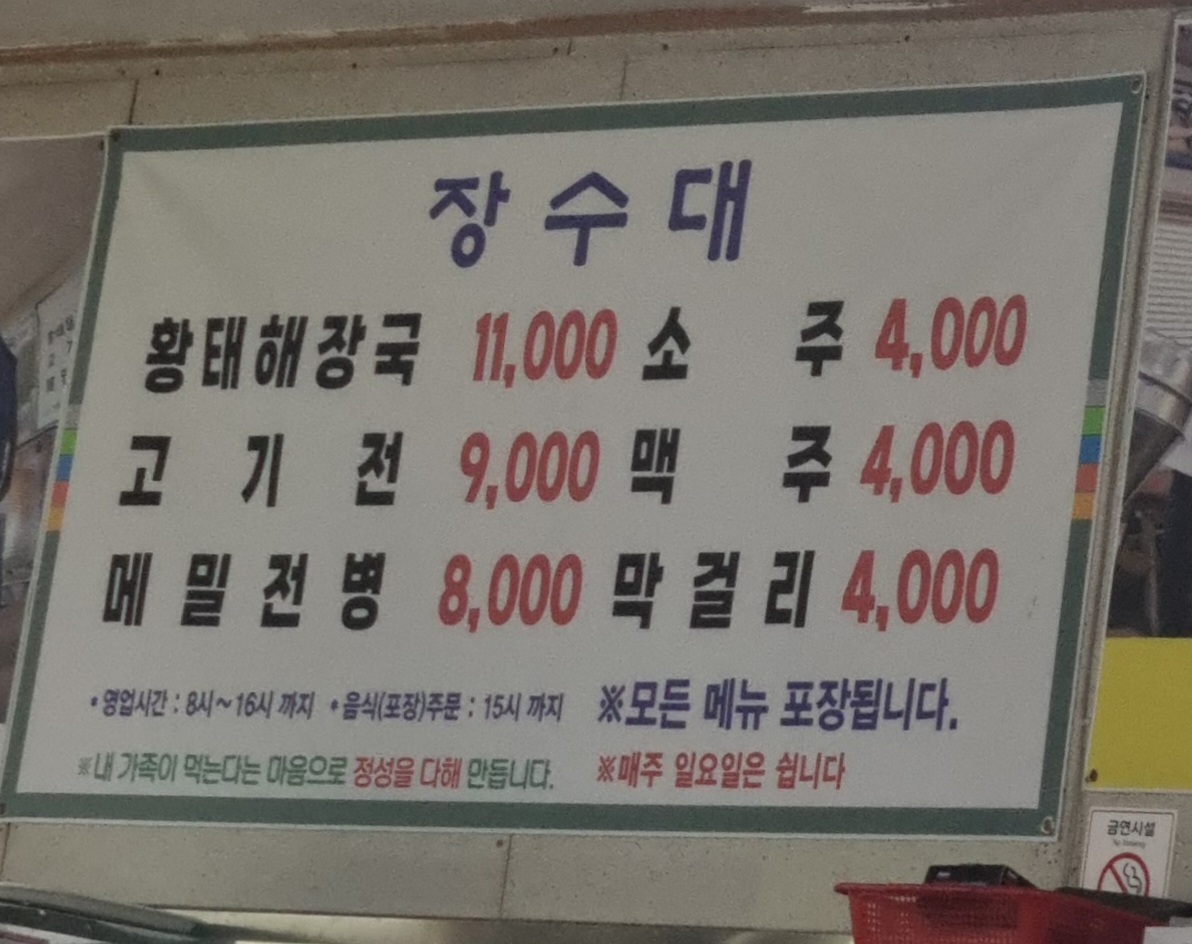 장수대
황태해장국 11,000 소 주 4,000
고 기 전 9,000 맥 주 4,000
메 밀 전 병 8,000 막 걸 리 4,000
• 영업시간 : 8시~16시 까지 • 음식(포장)주문 : 15시 까지 ※모든 메뉴 포장됩니다.
※내 가족이 먹는다는 마음으로 정성을 다해 만듭니다. ※매주 일요일은 쉽니다
금연시설
No Smoking